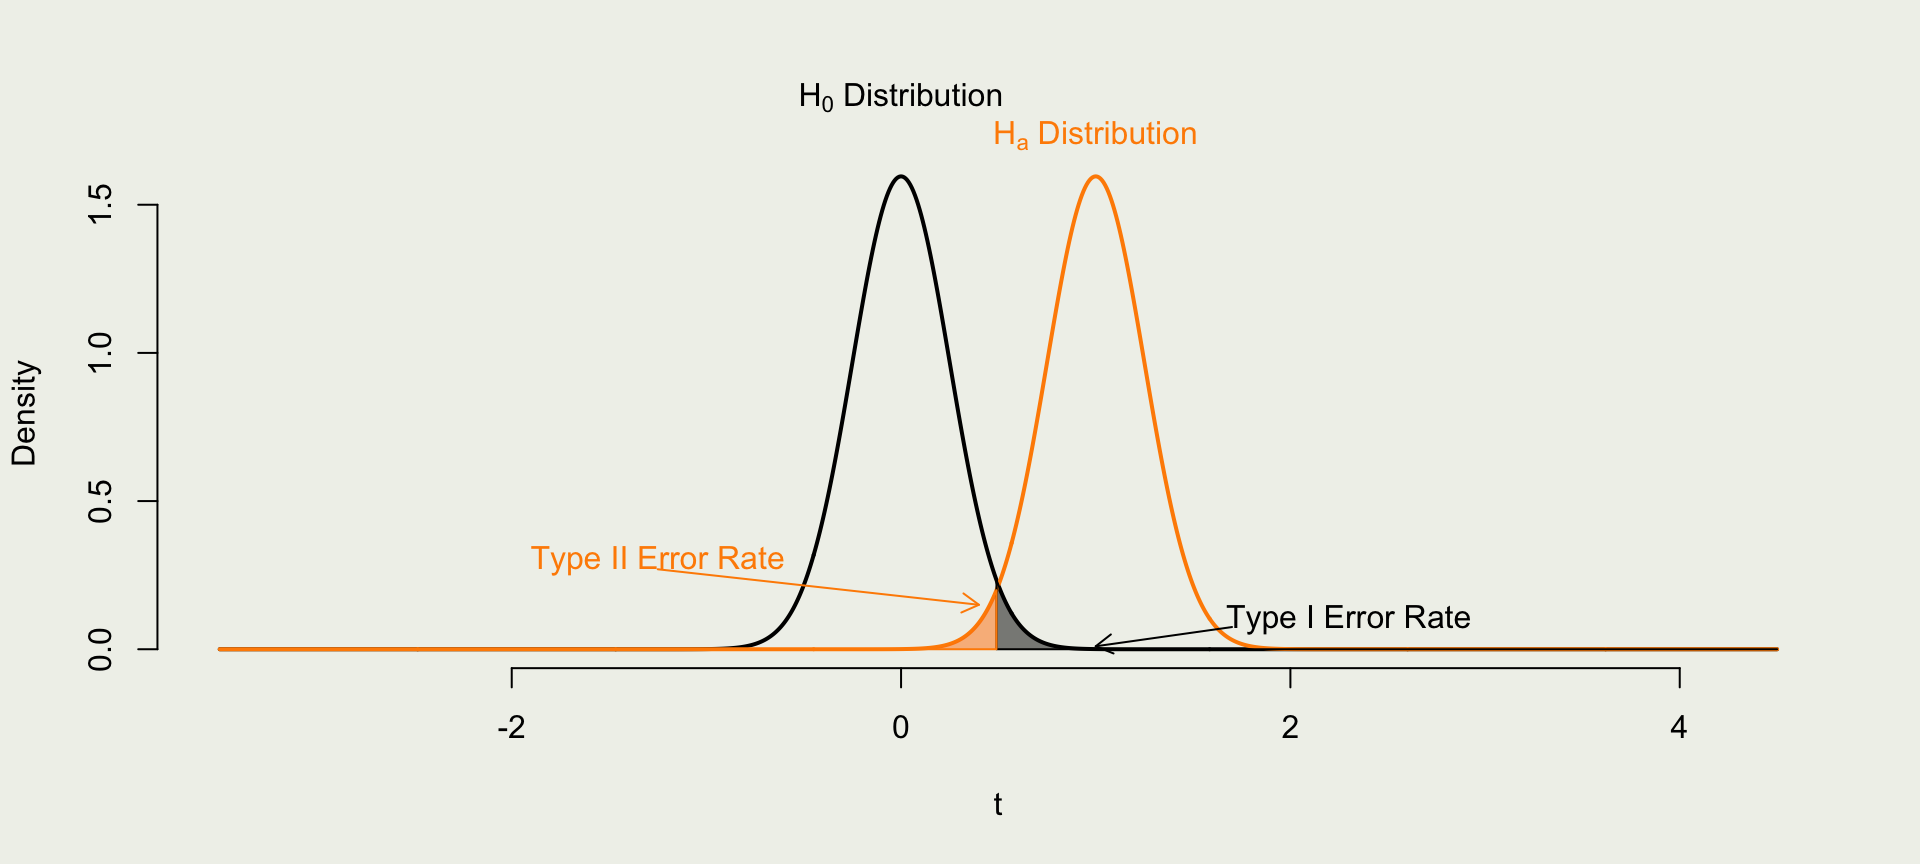 H₀ Distribution
Hₐ Distribution
1.5
1.0
0.5
0.0
Density
Type II Error Rate
Type I Error Rate
-2 0 2 4
t